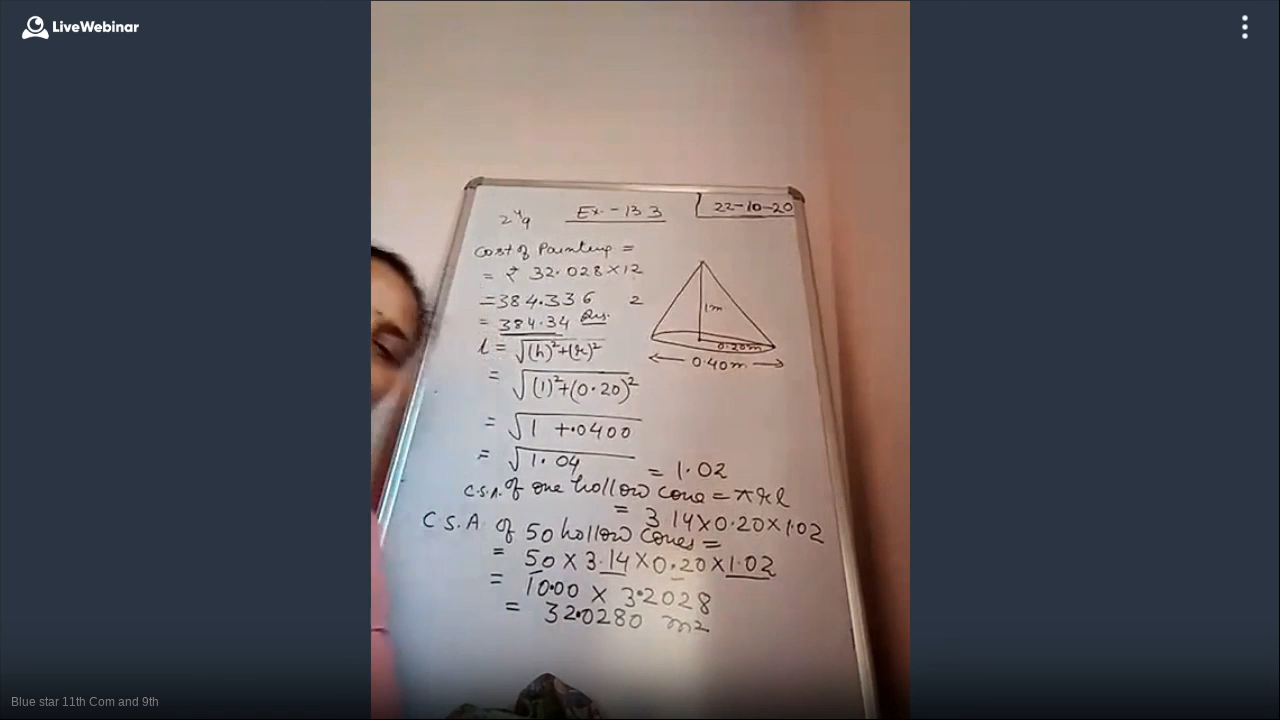 LiveWebinar
Ex.-13.3
22-10-20
Cost of Painting =
= ₹ 32.028×12
= 384.336
= 384.34 Ans.
1m
0.20m
0.40m
l = √(h)²+(r)²
= √(1)²+(0.20)²
= √1 + .0400
= √1.04 = 1.02
C.S.A. of one hollow cone = πrl
= 3.14×0.20×1.02
C.S.A. of 50 hollow cones =
= 50 × 3.14 × 0.20 × 1.02
= 10.00 × 3.2028
= 32.0280 m²
Blue star 11th Com and 9th